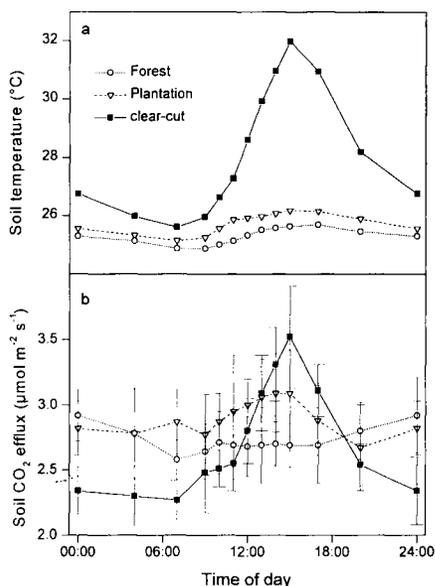 a
Forest
Plantation
clear-cut
32
30
28
26
Soil temperature (°C)
b
3.5
3.0
2.5
2.0
Soil CO₂ efflux (μmol m⁻² s⁻¹)
00:00 06:00 12:00 18:00 24:00
Time of day